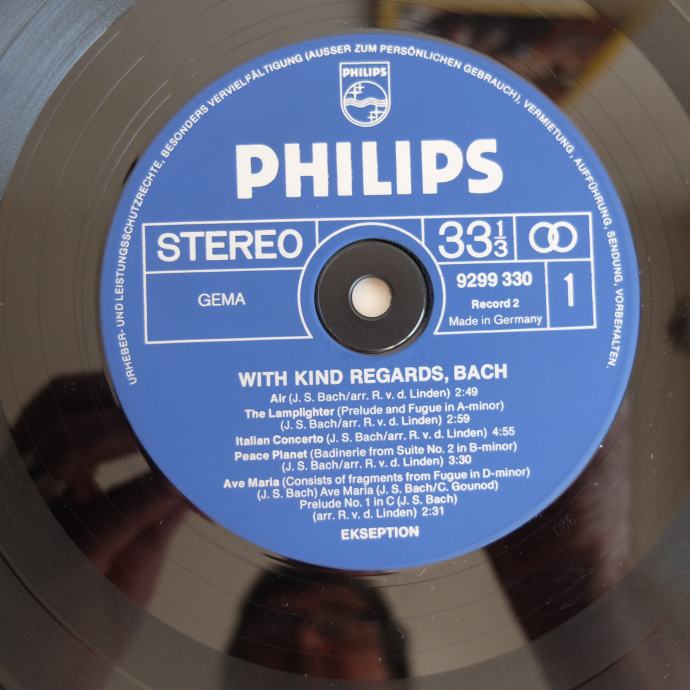 URHEBER- UND LEISTUNGSSCHUTZRECHTE, BESONDERS VERVIELFÄLTIGUNG (AUSSER ZUM PERSÖNLICHEN GEBRAUCH), VERMIETUNG, AUFFÜHRUNG, SENDUNG, VORBEHALTEN.
PHILIPS
PHILIPS
STEREO
33 1/3
GEMA
9299 330
Record 2
Made in Germany
1
WITH KIND REGARDS, BACH
Air (J. S. Bach/arr. R. v. d. Linden) 2:49
The Lamplighter (Prelude and Fugue in A-minor)
(J. S. Bach/arr. R. v. d. Linden) 2:59
Italian Concerto (J. S. Bach/arr. R. v. d. Linden) 4:55
Peace Planet (Badinerie from Suite No. 2 in B-minor)
(J. S. Bach/arr. R. v. d. Linden) 3:30
Ave Maria (Consists of fragments from Fugue in D-minor)
(J. S. Bach) Ave Maria (J. S. Bach/C. Gounod)
Prelude No. 1 in C (J. S. Bach)
(arr. R. v. d. Linden) 2:31
EKSEPTION